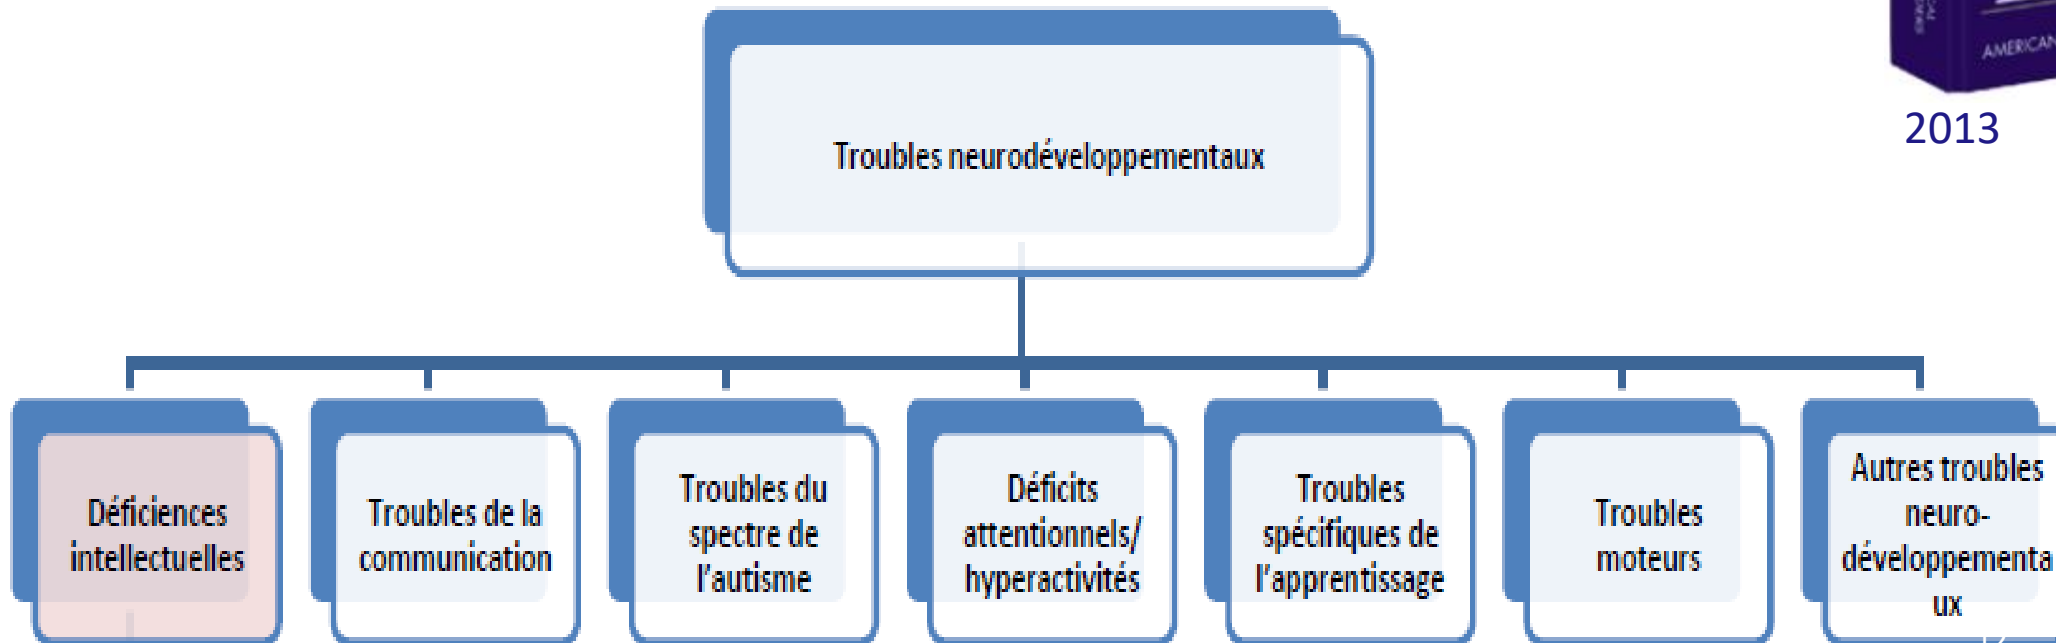 AMERICAN
2013
Troubles neurodéveloppementaux
Déficiences
intellectuelles
Troubles de la
communication
Troubles du
spectre de
l'autisme
Déficits
attentionnels/
hyperactivités
Troubles
spécifiques de
l'apprentissage
Troubles
moteurs
Autres troubles
neuro-
développementa
ux